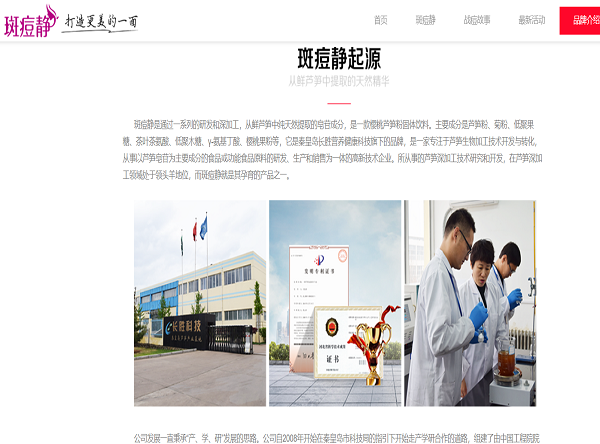 斑痘静 打造更美的一面
首页 斑痘静 战痘故事 最新活动 品牌介绍
斑痘静起源
从鲜芦笋中提取的天然精华
斑痘静是通过一系列的研发和深加工，从鲜芦笋中纯天然提取的皂苷成分，是一款樱桃芦笋粉固体饮料。主要成分是芦笋粉、菊粉、低聚果
糖、茶叶茶氨酸、低聚木糖、γ-氨基丁酸、樱桃果粉等，它是秦皇岛长胜营养健康科技旗下的品牌，是一家专注于芦笋生物加工技术开发与转化，
从事以芦笋皂苷为主要成分的食品或功能食品原料的研发、生产和销售为一体的高新技术企业。所从事的芦笋深加工技术研究和开发，在芦笋深加
工领域处于领头羊地位，而斑痘静就是其孕育的产品之一。
长胜科技
发明专利证书
证书
公司发展一直秉承“产、学、研”发展的思路。公司自2008年开始在秦皇岛市科技局的指引下开始走产学研合作的道路，组建了由中国工程院院